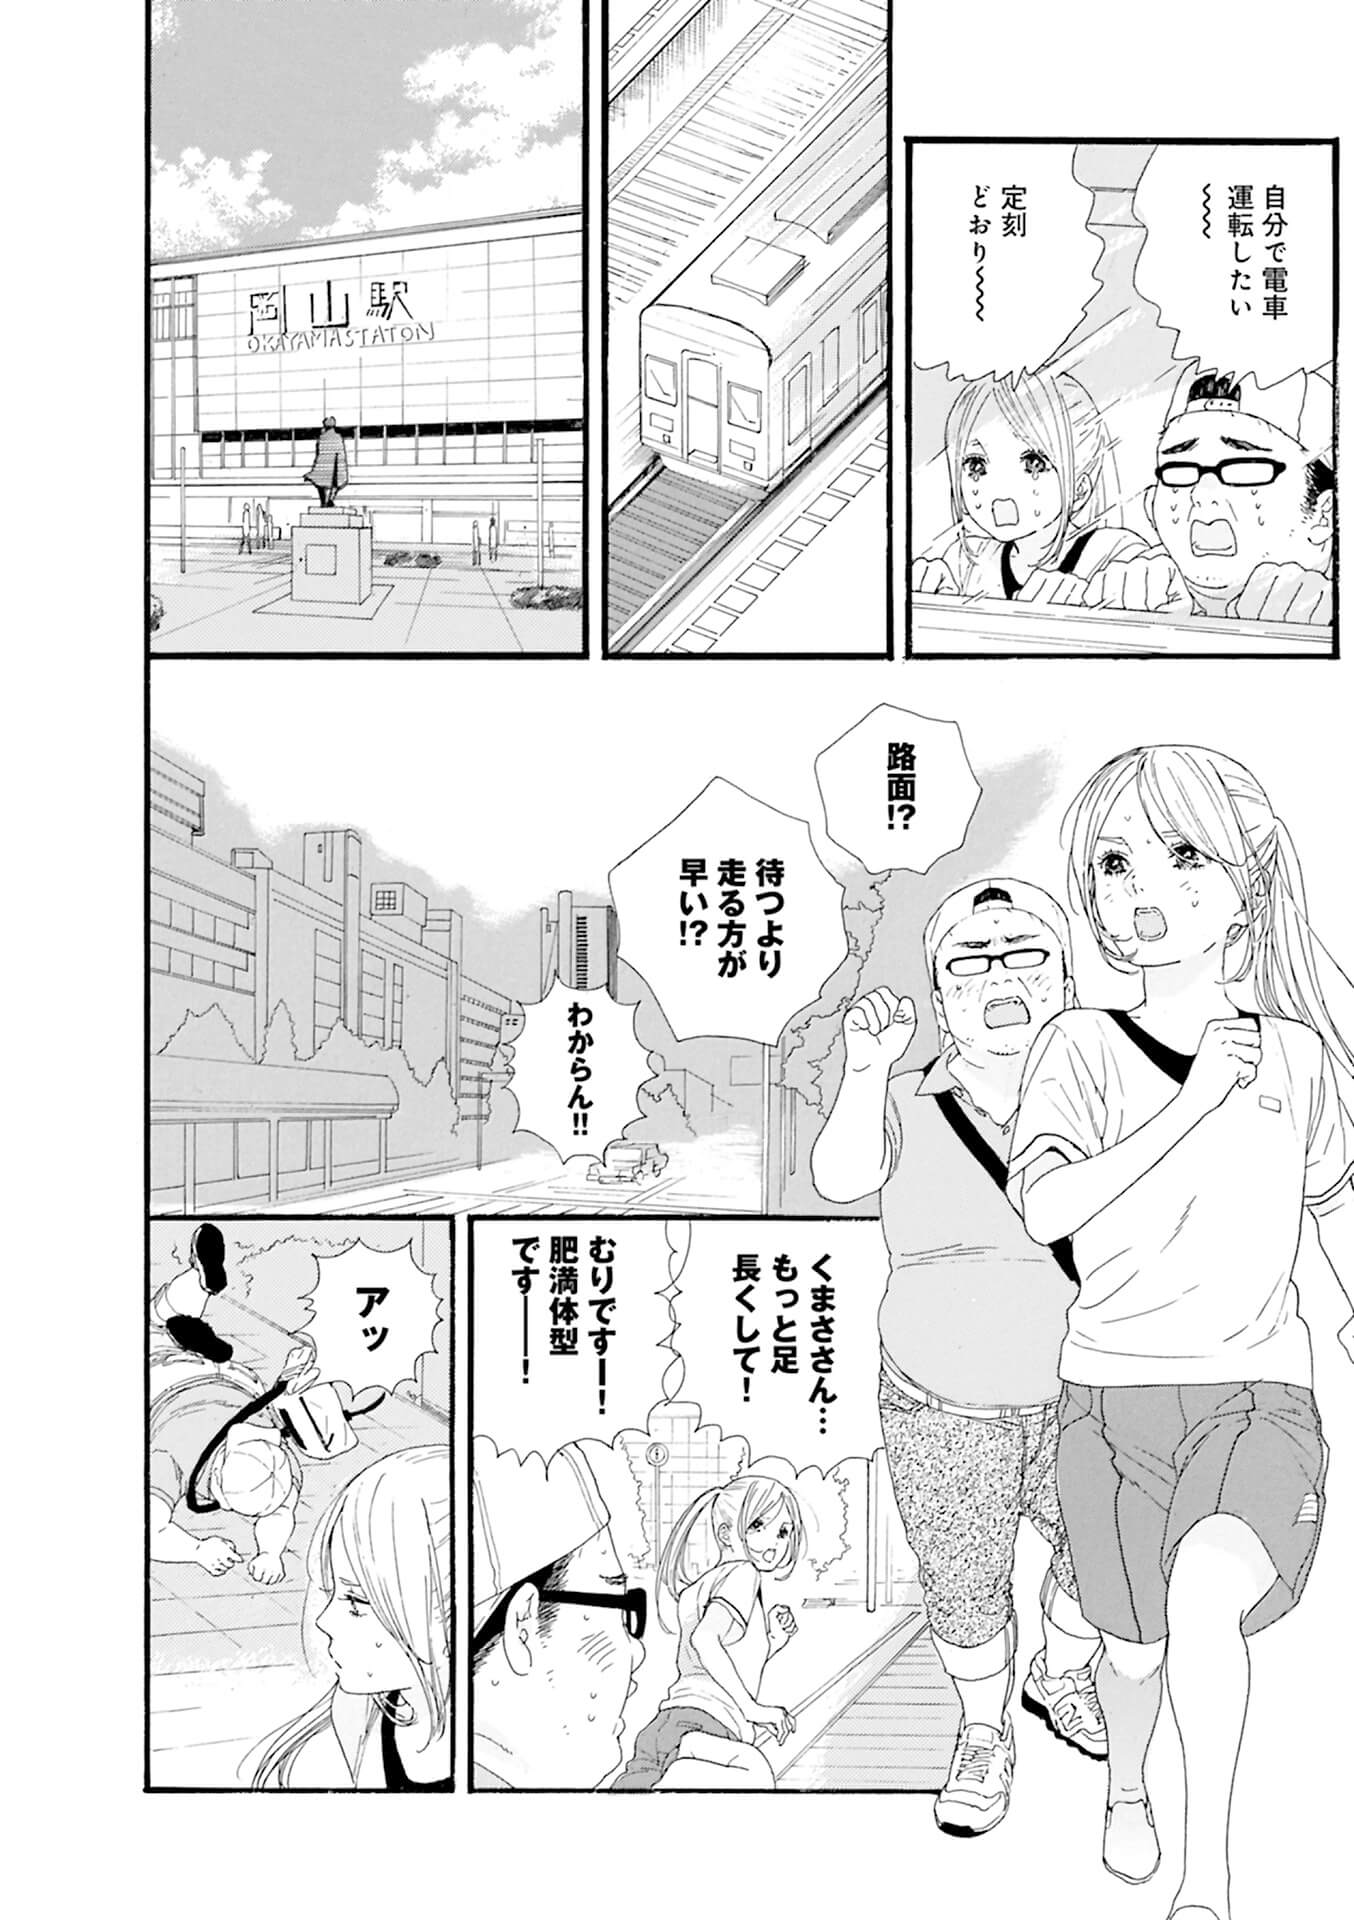 自分で電車
運転したい
〜〜〜
定刻
どおり〜〜〜
岡山駅
OKAYAMASTATON
路面!?
待つより
走る方が
早い!?
わからん!!
くまささん…
もっと足
長くして!
むりですー!
肥満体型
です――!
アッ